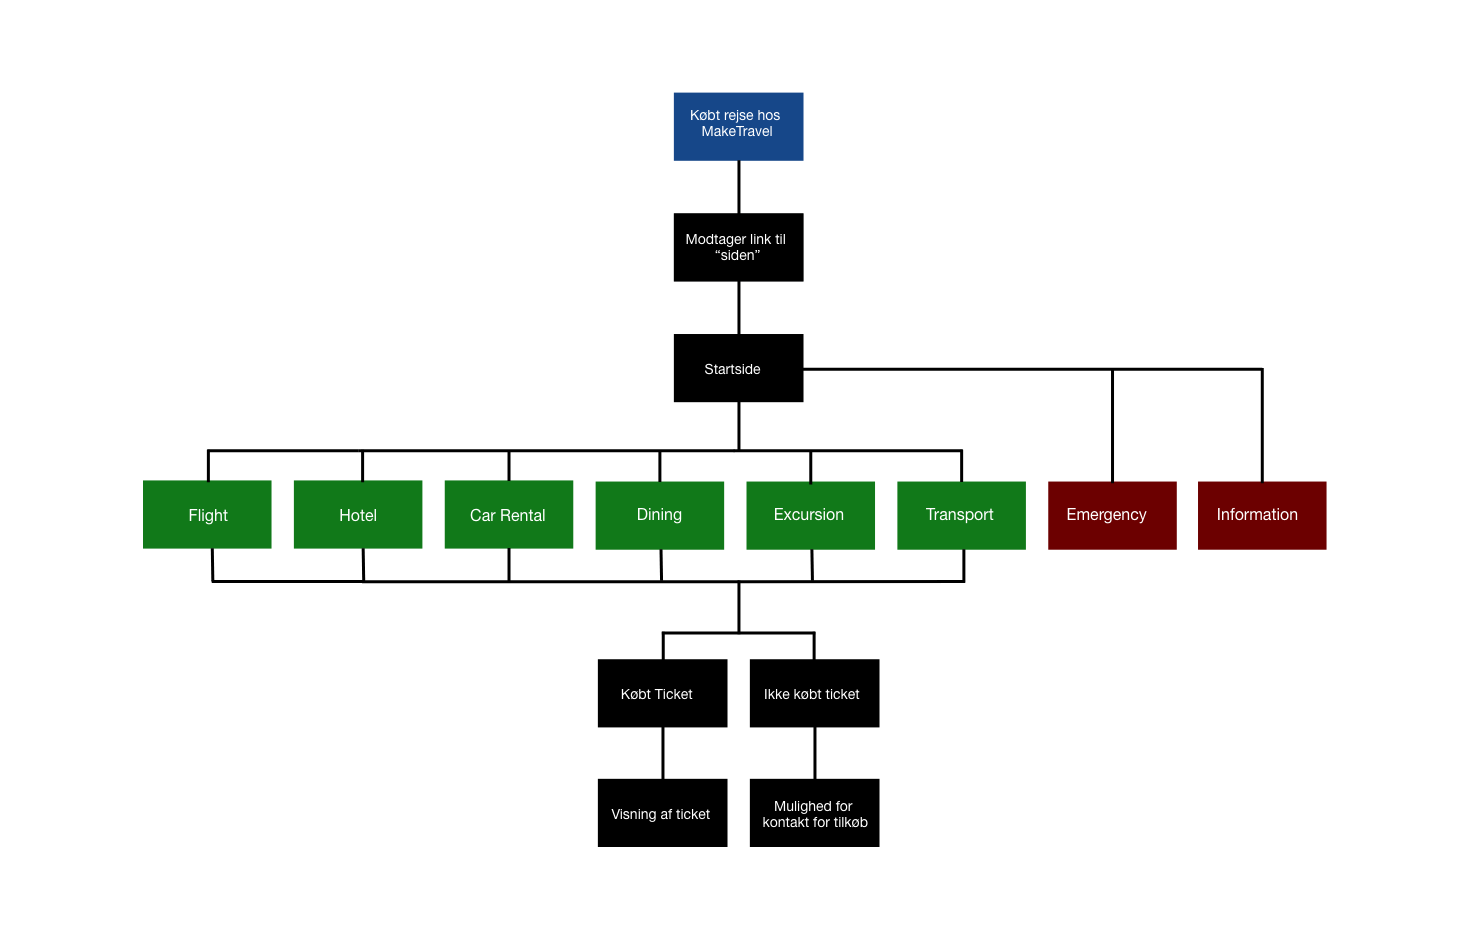 Købt rejse hos
MakeTravel
Modtager link til
“siden”
Startside
Flight
Hotel
Car Rental
Dining
Excursion
Transport
Emergency
Information
Købt Ticket
Ikke købt ticket
Visning af ticket
Mulighed for
kontakt for tilkøb